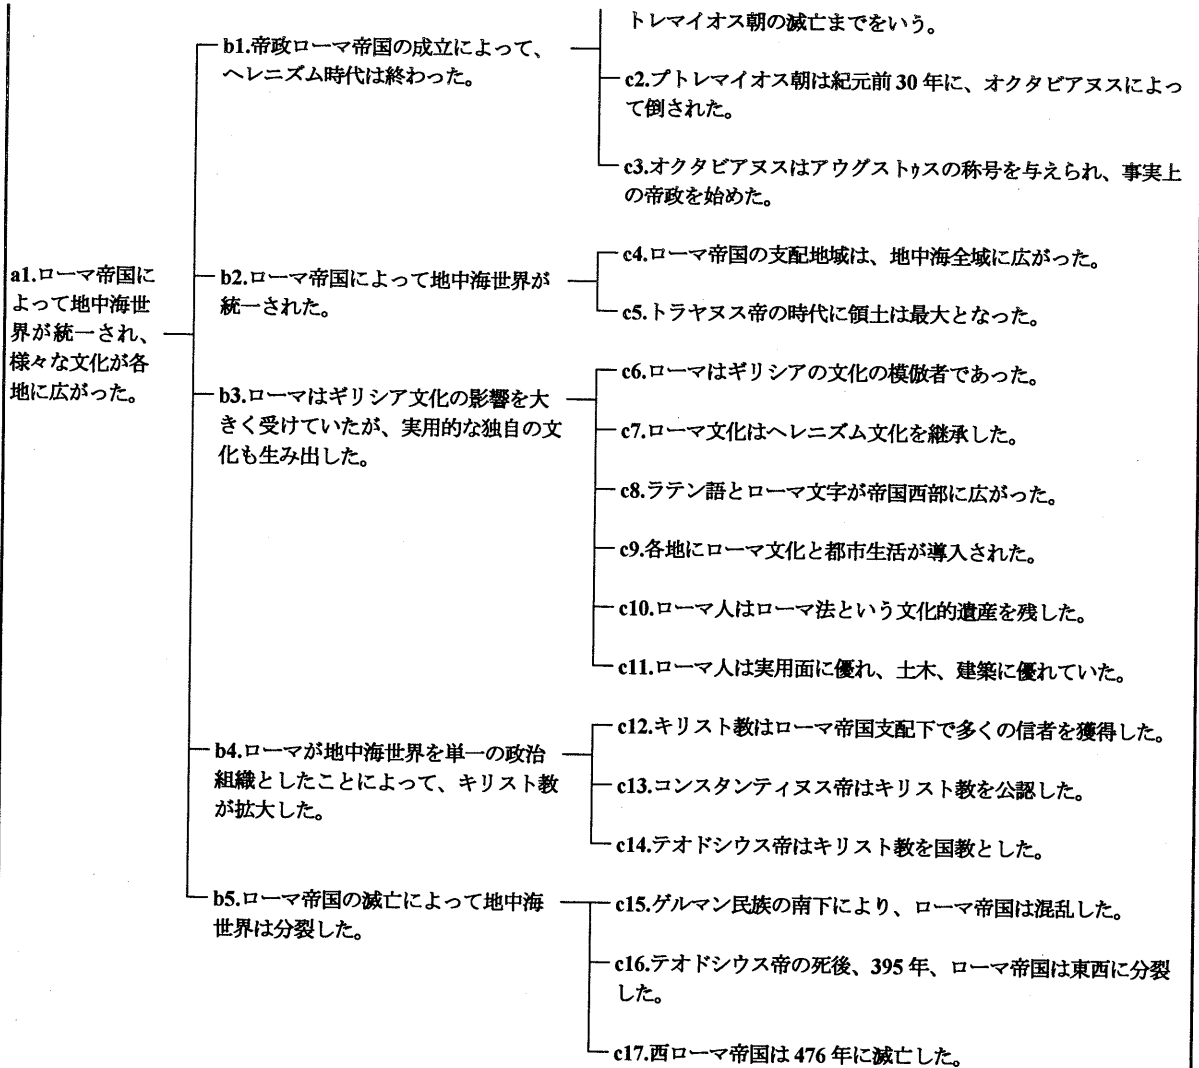 a1.ローマ帝国に
よって地中海世
界が統一され、
様々な文化が各
地に広がった。
b1.帝政ローマ帝国の成立によって、
ヘレニズム時代は終わった。
トレマイオス朝の滅亡までをいう。
c2.プトレマイオス朝は紀元前30年に、オクタビアヌスによっ
て倒された。
c3.オクタビアヌスはアウグストゥスの称号を与えられ、事実上
の帝政を始めた。
b2.ローマ帝国によって地中海世界が
統一された。
c4.ローマ帝国の支配地域は、地中海全域に広がった。
c5.トラヤヌス帝の時代に領土は最大となった。
b3.ローマはギリシア文化の影響を大
きく受けていたが、実用的な独自の文
化も生み出した。
c6.ローマはギリシアの文化の模倣者であった。
c7.ローマ文化はヘレニズム文化を継承した。
c8.ラテン語とローマ文字が帝国西部に広がった。
c9.各地にローマ文化と都市生活が導入された。
c10.ローマ人はローマ法という文化的遺産を残した。
c11.ローマ人は実用面に優れ、土木、建築に優れていた。
b4.ローマが地中海世界を単一の政治
組織としたことによって、キリスト教
が拡大した。
c12.キリスト教はローマ帝国支配下で多くの信者を獲得した。
c13.コンスタンティヌス帝はキリスト教を公認した。
c14.テオドシウス帝はキリスト教を国教とした。
b5.ローマ帝国の滅亡によって地中海
世界は分裂した。
c15.ゲルマン民族の南下により、ローマ帝国は混乱した。
c16.テオドシウス帝の死後、395年、ローマ帝国は東西に分裂
した。
c17.西ローマ帝国は476年に滅亡した。